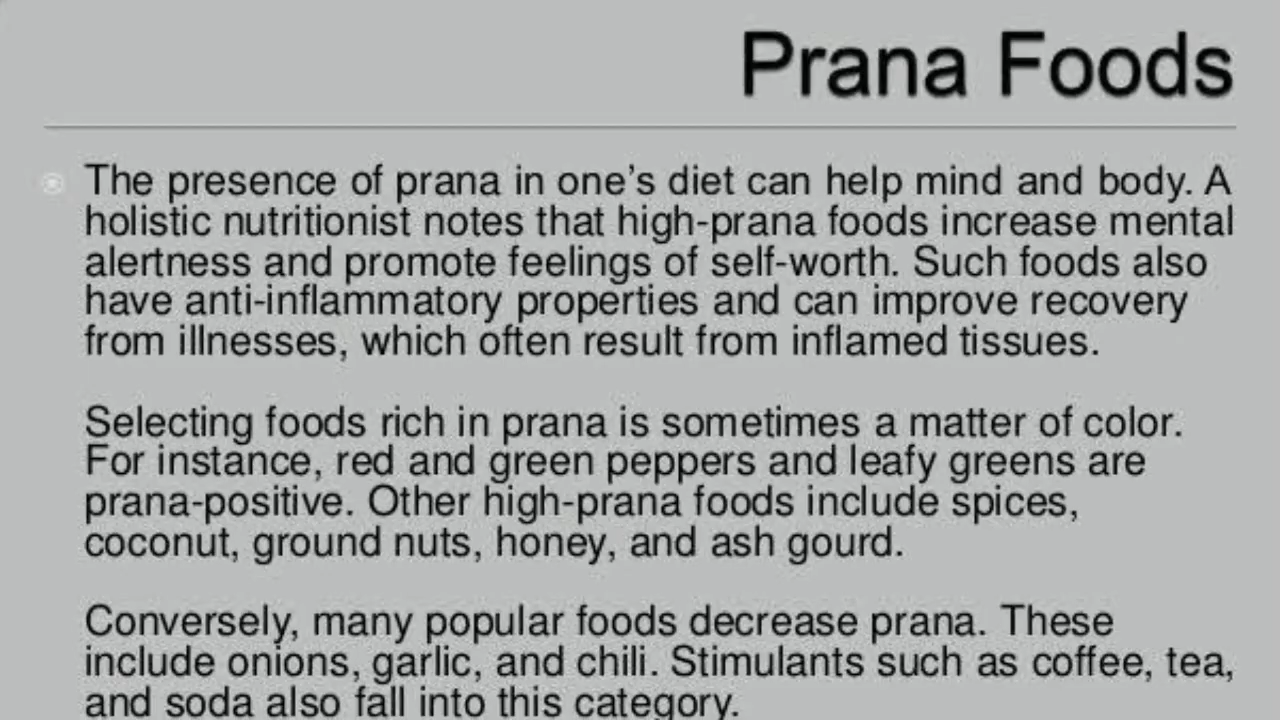 Prana Foods
The presence of prana in one's diet can help mind and body. A
holistic nutritionist notes that high-prana foods increase mental
alertness and promote feelings of self-worth. Such foods also
have anti-inflammatory properties and can improve recovery
from illnesses, which often result from inflamed tissues.
Selecting foods rich in prana is sometimes a matter of color.
For instance, red and green peppers and leafy greens are
prana-positive. Other high-prana foods include spices,
coconut, ground nuts, honey, and ash gourd.
Conversely, many popular foods decrease prana. These
include onions, garlic, and chili. Stimulants such as coffee, tea,
and soda also fall into this category.